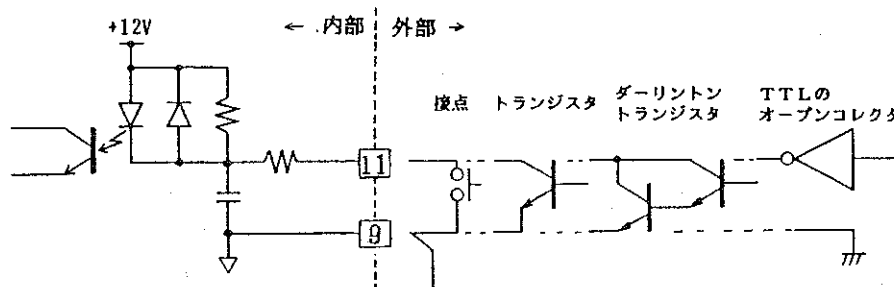 +12V
← 内部
外部 →
接点
トランジスタ
ダーリントン
トランジスタ
TTLの
オープンコレクタ
11
9